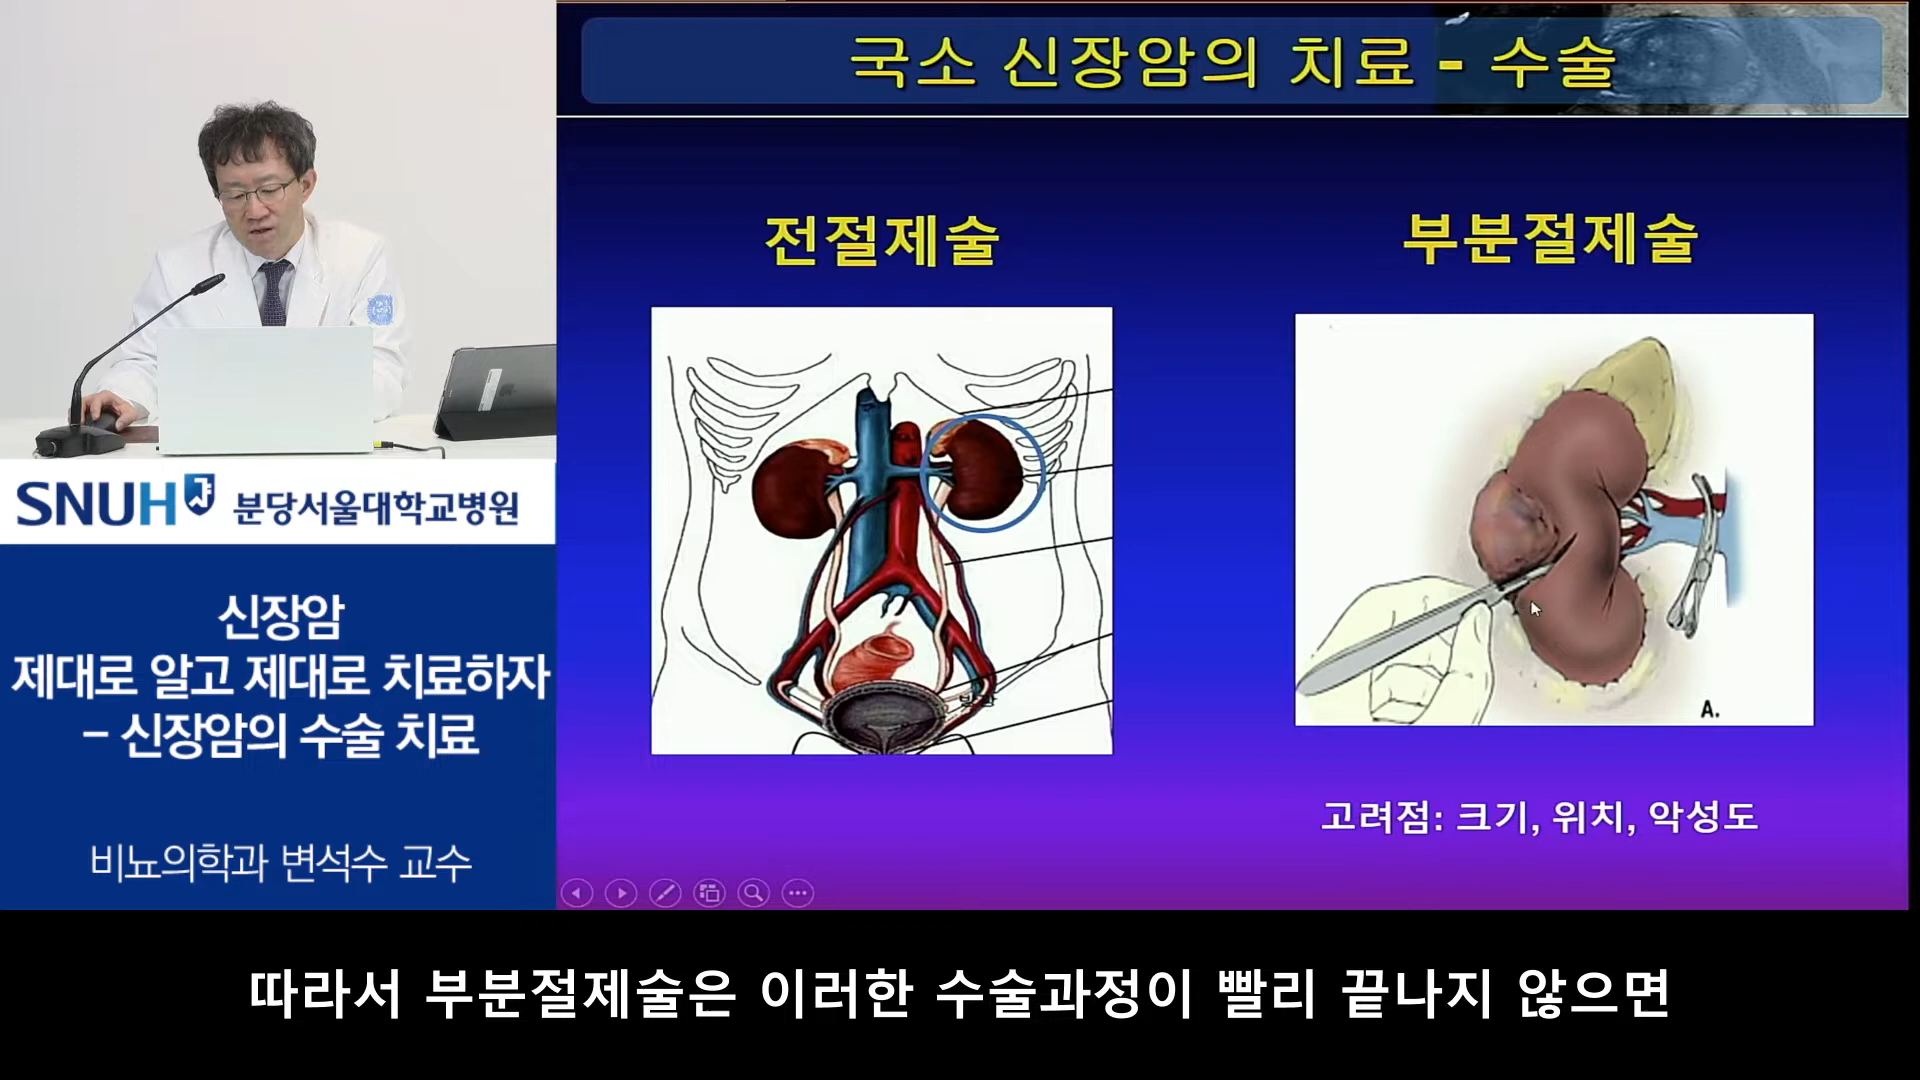 국소 신장암의 치료 - 수술
전절제술
부분절제술
A.
고려점: 크기, 위치, 악성도
SNUH 분당서울대학교병원
신장암
제대로 알고 제대로 치료하자
- 신장암의 수술 치료
비뇨의학과 변석수 교수
따라서 부분절제술은 이러한 수술과정이 빨리 끝나지 않으면